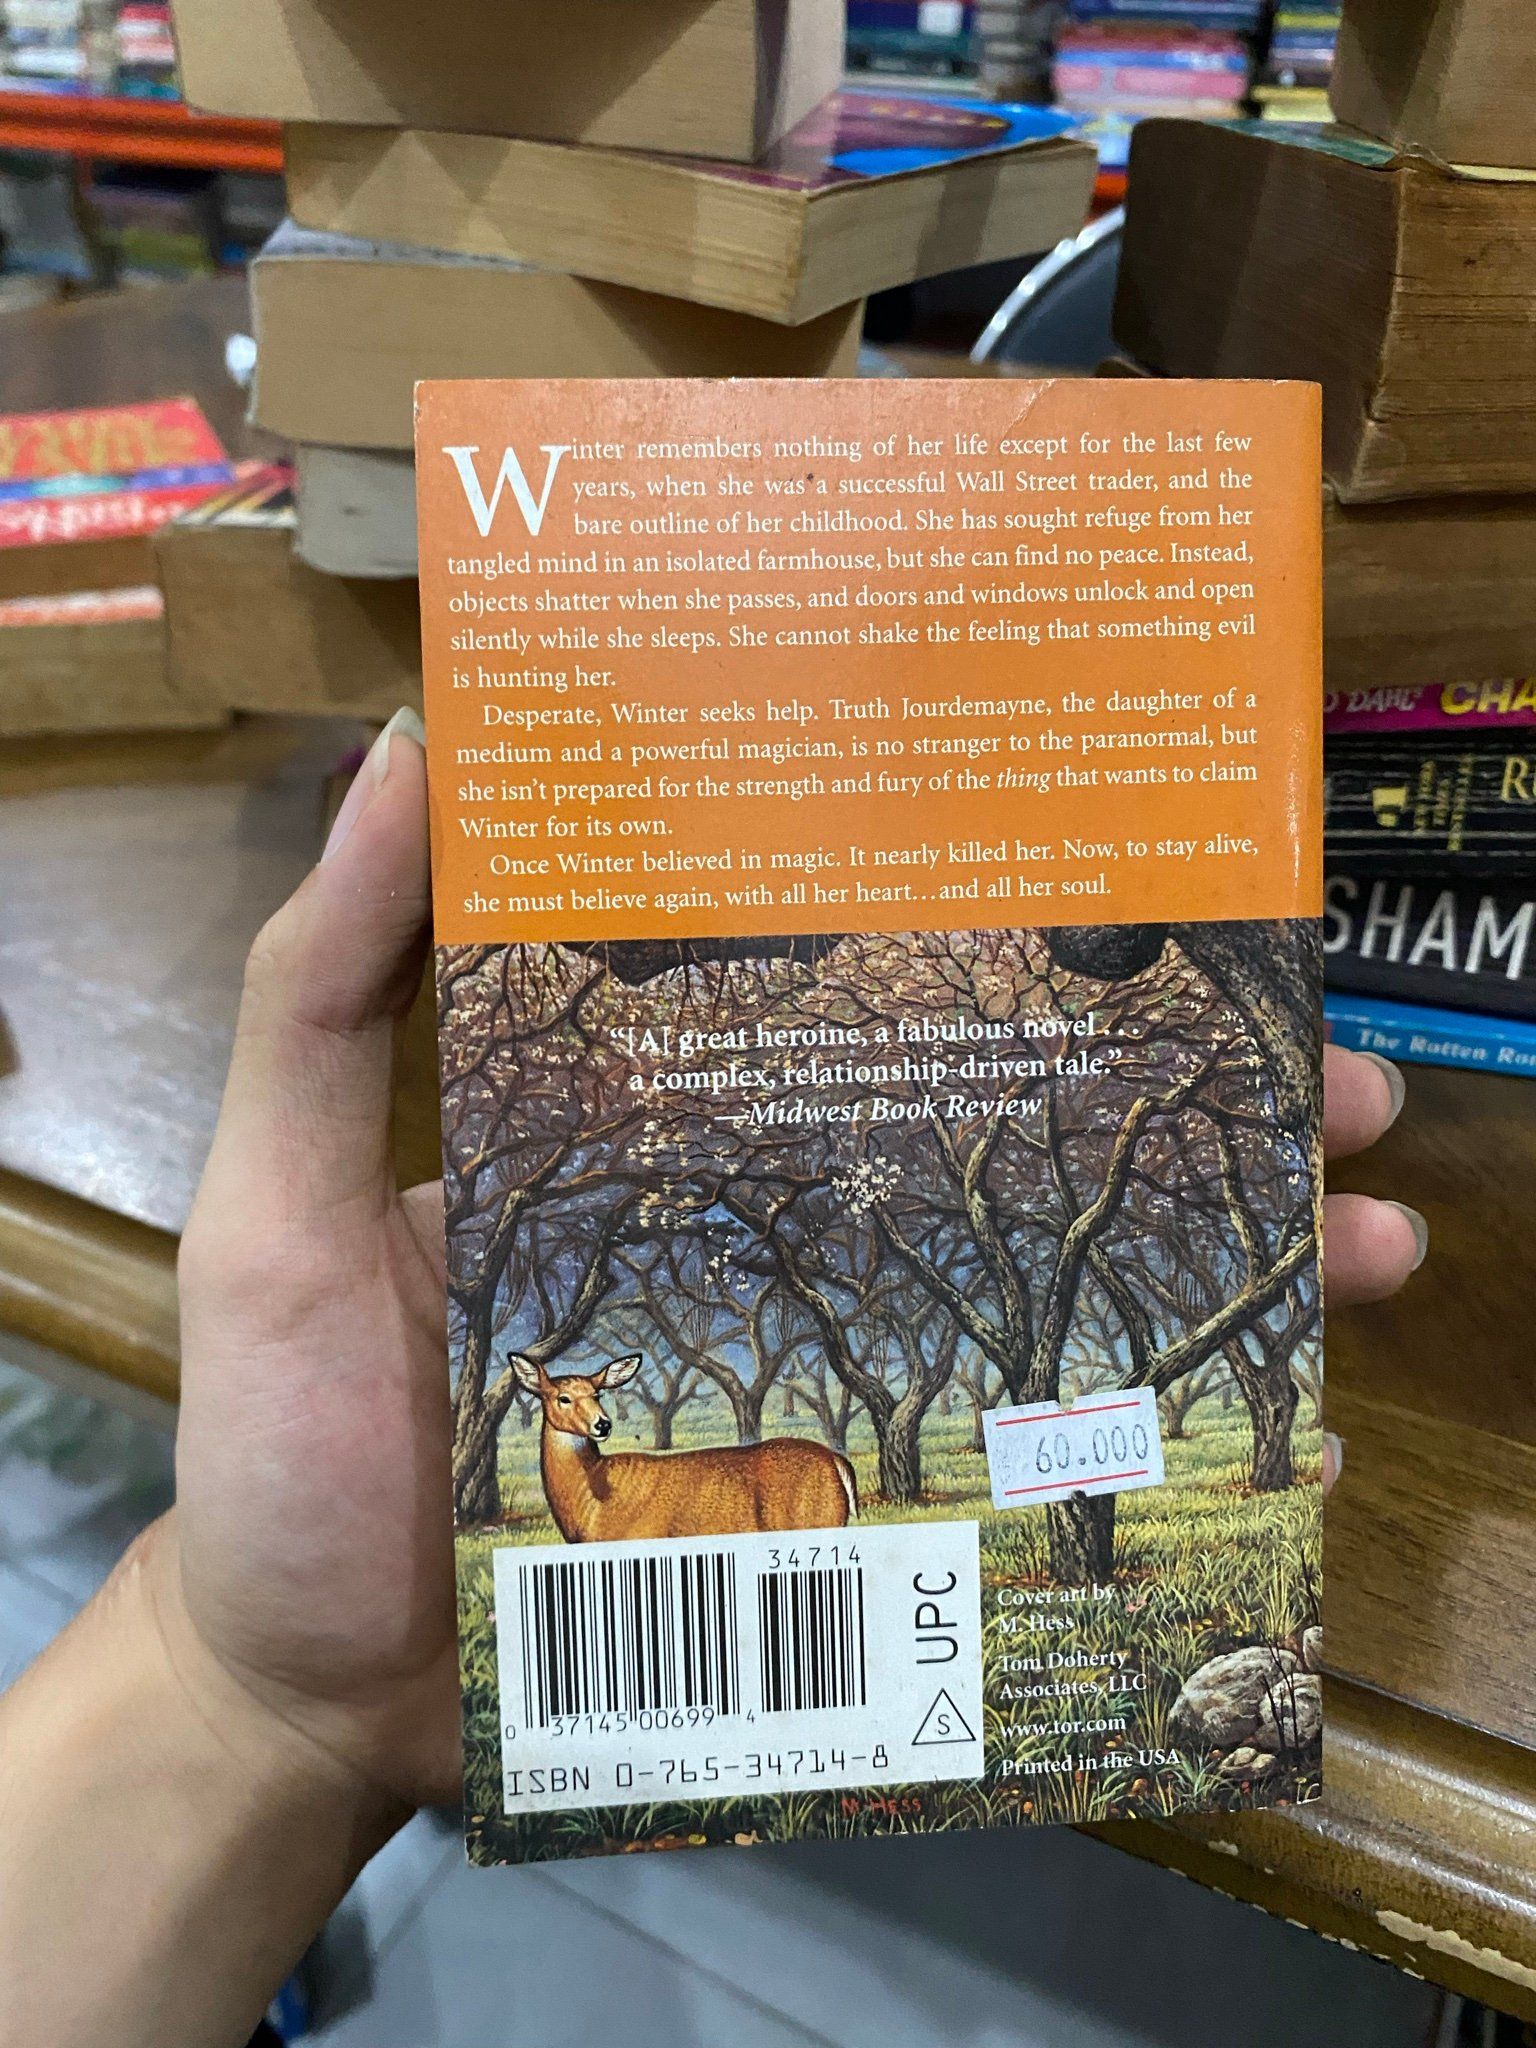 Winter remembers nothing of her life except for the last few
years, when she was a successful Wall Street trader, and the
bare outline of her childhood. She has sought refuge from her
tangled mind in an isolated farmhouse, but she can find no peace. Instead,
objects shatter when she passes, and doors and windows unlock and open
silently while she sleeps. She cannot shake the feeling that something evil
is hunting her.
Desperate, Winter seeks help. Truth Jourdemayne, the daughter of a
medium and a powerful magician, is no stranger to the paranormal, but
she isn't prepared for the strength and fury of the thing that wants to claim
Winter for its own.
Once Winter believed in magic. It nearly killed her. Now, to stay alive,
she must believe again, with all her heart...and all her soul.
"[A] great heroine, a fabulous novel...
a complex, relationship-driven tale."
—Midwest Book Review
60.000
34714
UPC
0 37145 00699 4
S
ISBN 0-765-34714-8
Cover art by
M. Hess
Tom Doherty
Associates, LLC
www.tor.com
Printed in the USA
M HESS
DAHL'S CHA
SHAM
The Rotten Ro